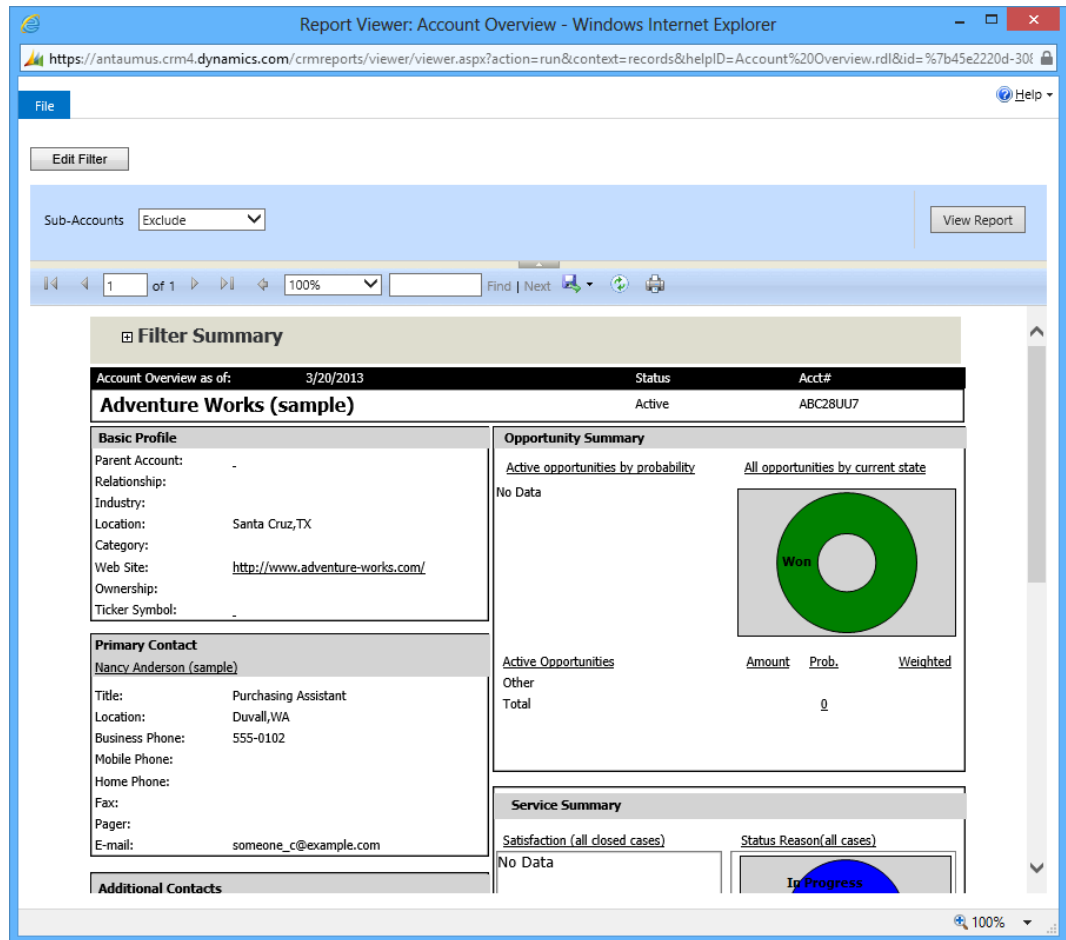 Report Viewer: Account Overview - Windows Internet Explorer
https://antaumus.crm4.dynamics.com/crmreports/viewer/viewer.aspx?action=run&context=records&helpID=Account%20Overview.rdl&id=%7b45e2220d-308
File
Help
Edit Filter
Sub-Accounts Exclude
View Report
1 of 1 100% Find | Next
Filter Summary
Account Overview as of: 3/20/2013 Status Acct#
Adventure Works (sample) Active ABC28UU7
Basic Profile
Parent Account: -
Relationship:
Industry:
Location: Santa Cruz,TX
Category:
Web Site: http://www.adventure-works.com/
Ownership:
Ticker Symbol: -
Primary Contact
Nancy Anderson (sample)
Title: Purchasing Assistant
Location: Duvall,WA
Business Phone: 555-0102
Mobile Phone:
Home Phone:
Fax:
Pager:
E-mail: someone_c@example.com
Additional Contacts
Opportunity Summary
Active opportunities by probability All opportunities by current state
No Data
Won
Active Opportunities Amount Prob. Weighted
Other
Total 0
Service Summary
Satisfaction (all closed cases) Status Reason(all cases)
No Data
In Progress
100%